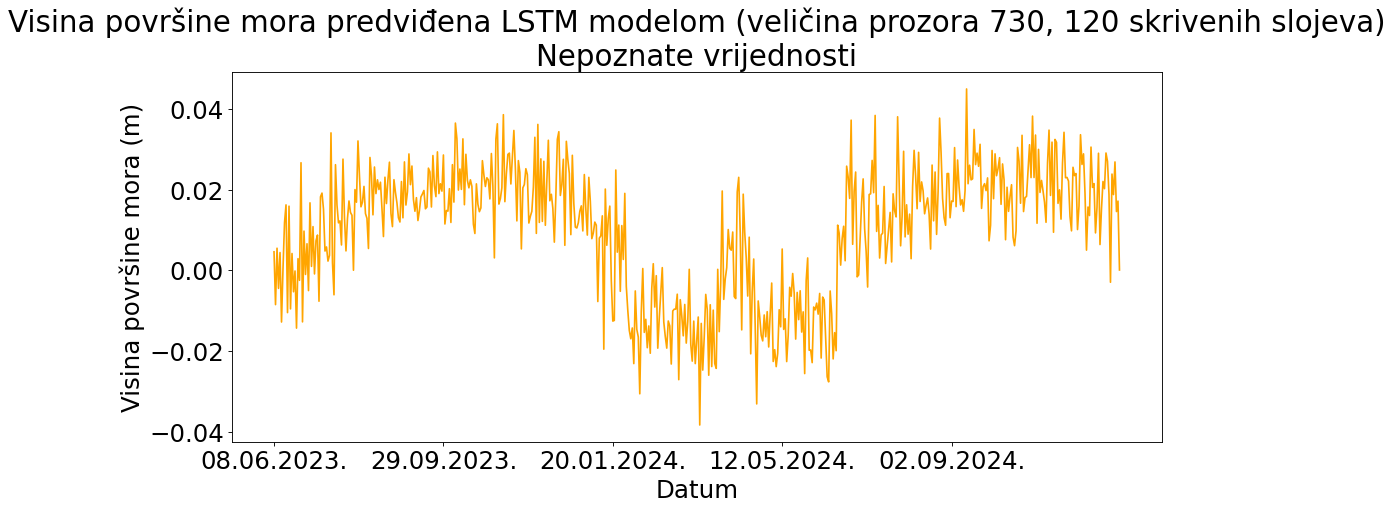 Visina površine mora predviđena LSTM modelom (veličina prozora 730, 120 skrivenih slojeva)
Nepoznate vrijednosti
Visina površine mora (m)
0.04
0.02
0.00
−0.02
−0.04
08.06.2023. 29.09.2023. 20.01.2024. 12.05.2024. 02.09.2024.
Datum